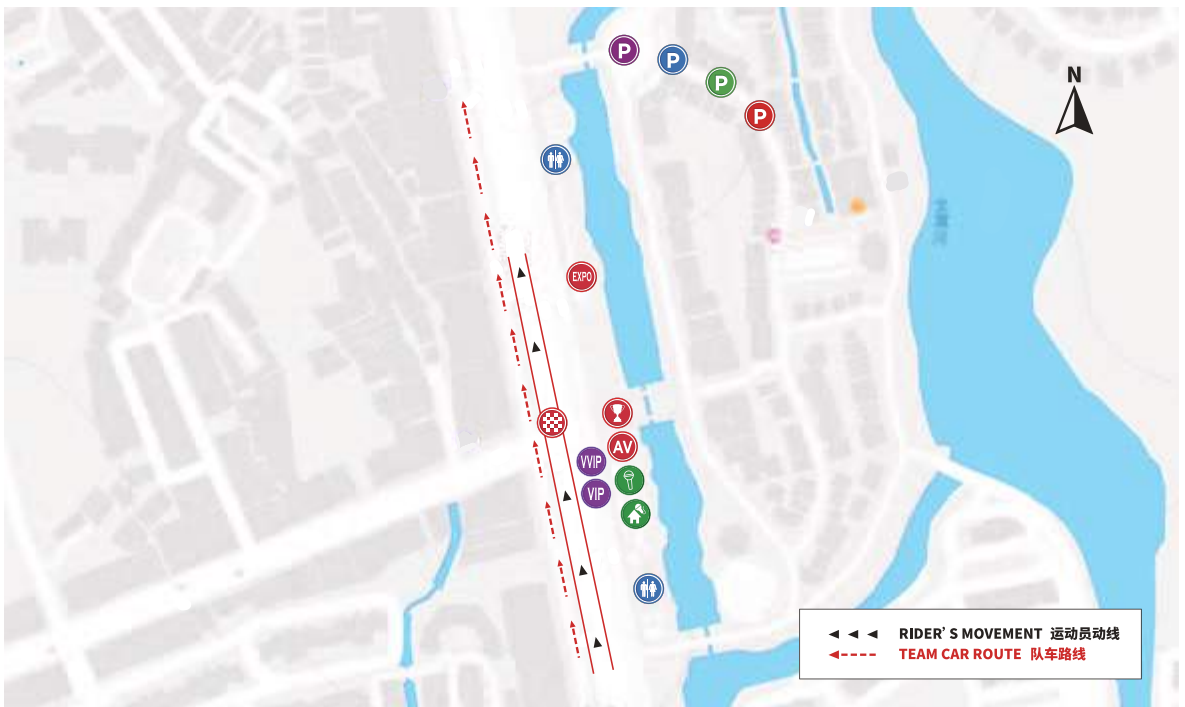 P
P
P
P
N
EXPO
AV
VVIP
VIP
RIDER'S MOVEMENT 运动员动线
TEAM CAR ROUTE 队车路线